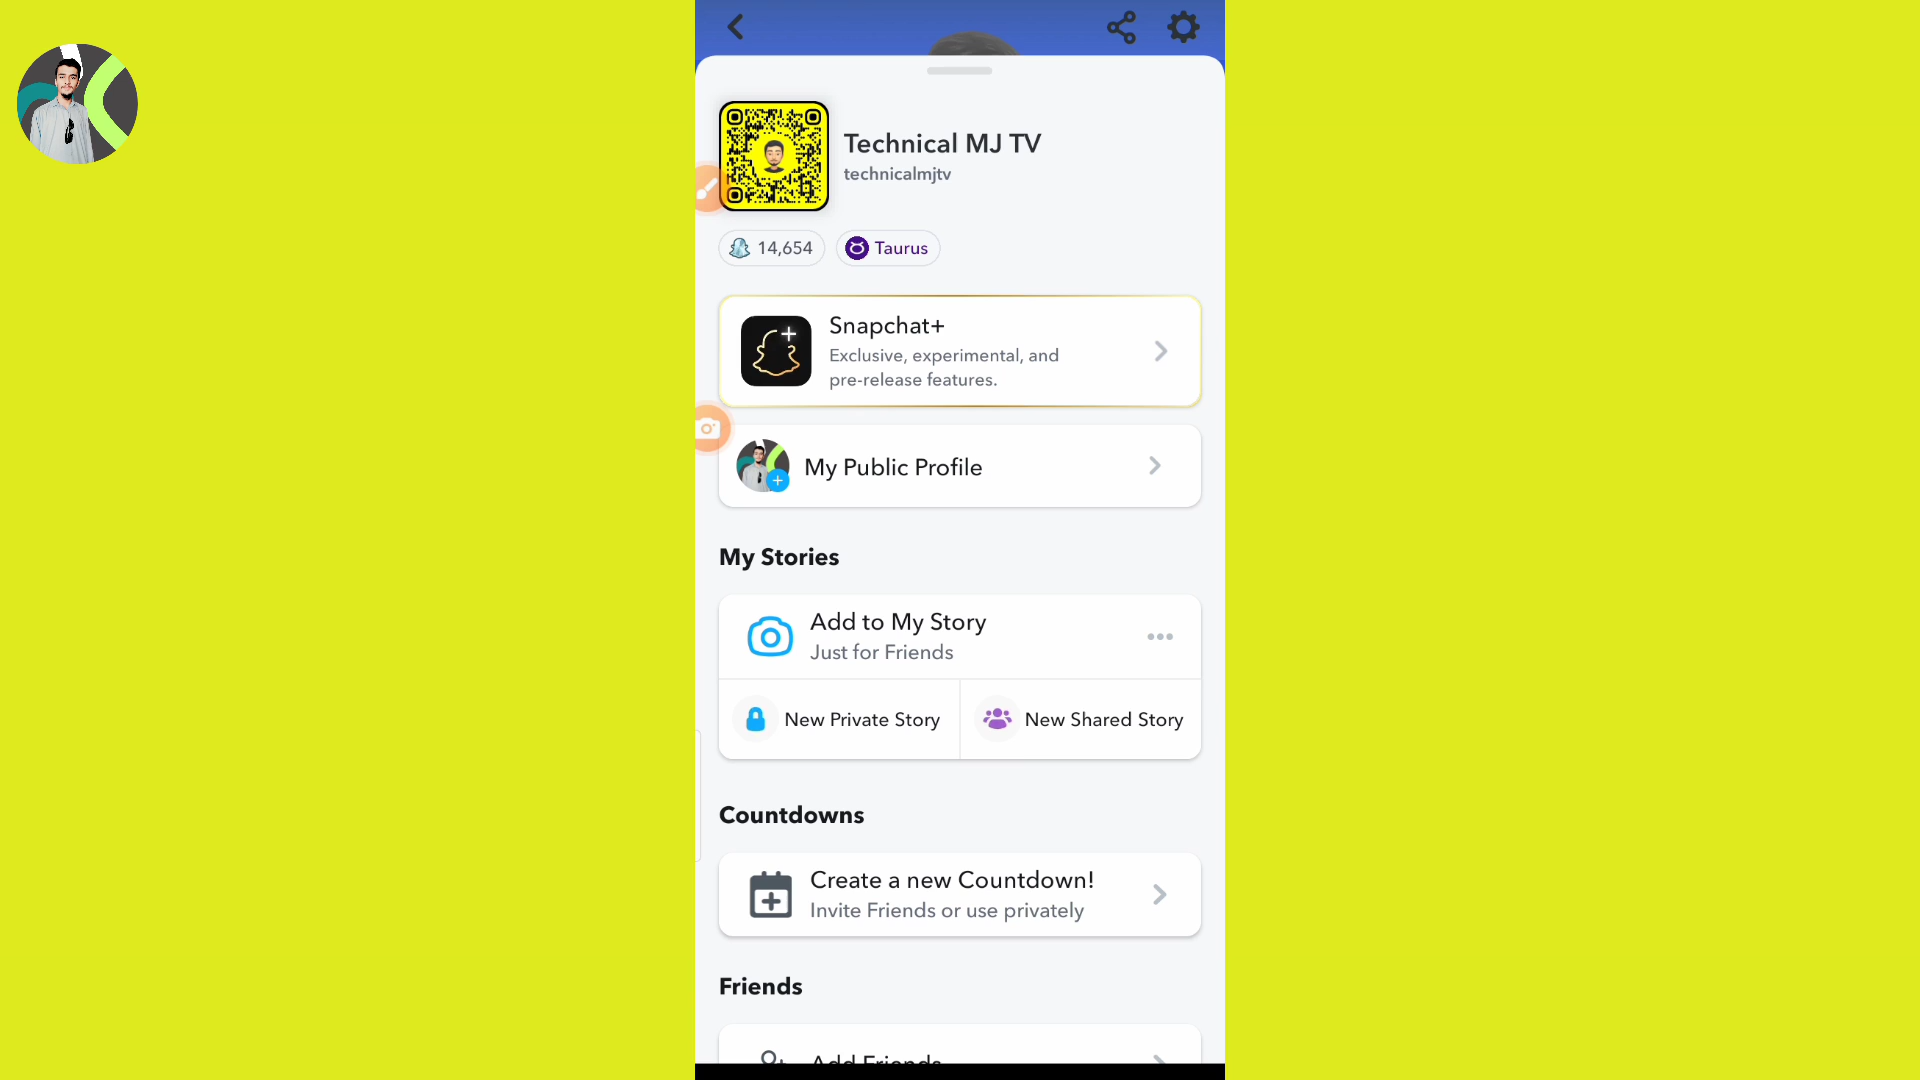 Technical MJ TV
technicalmjtv
14,654
Taurus
Snapchat+
Exclusive, experimental, and
pre-release features.
My Public Profile
My Stories
Add to My Story
Just for Friends
New Private Story
New Shared Story
Countdowns
Create a new Countdown!
Invite Friends or use privately
Friends
Add Friends